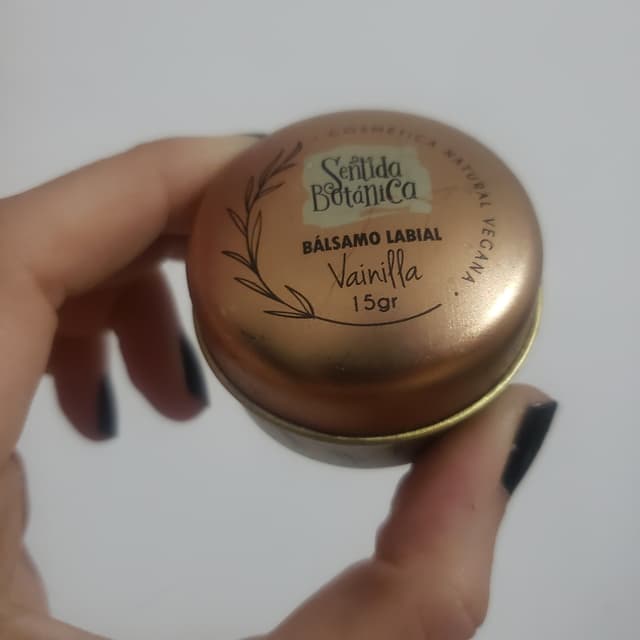 COSMÉTICA NATURAL VEGANA
Sentida
Botánica
BÁLSAMO LABIAL
Vainilla
15gr